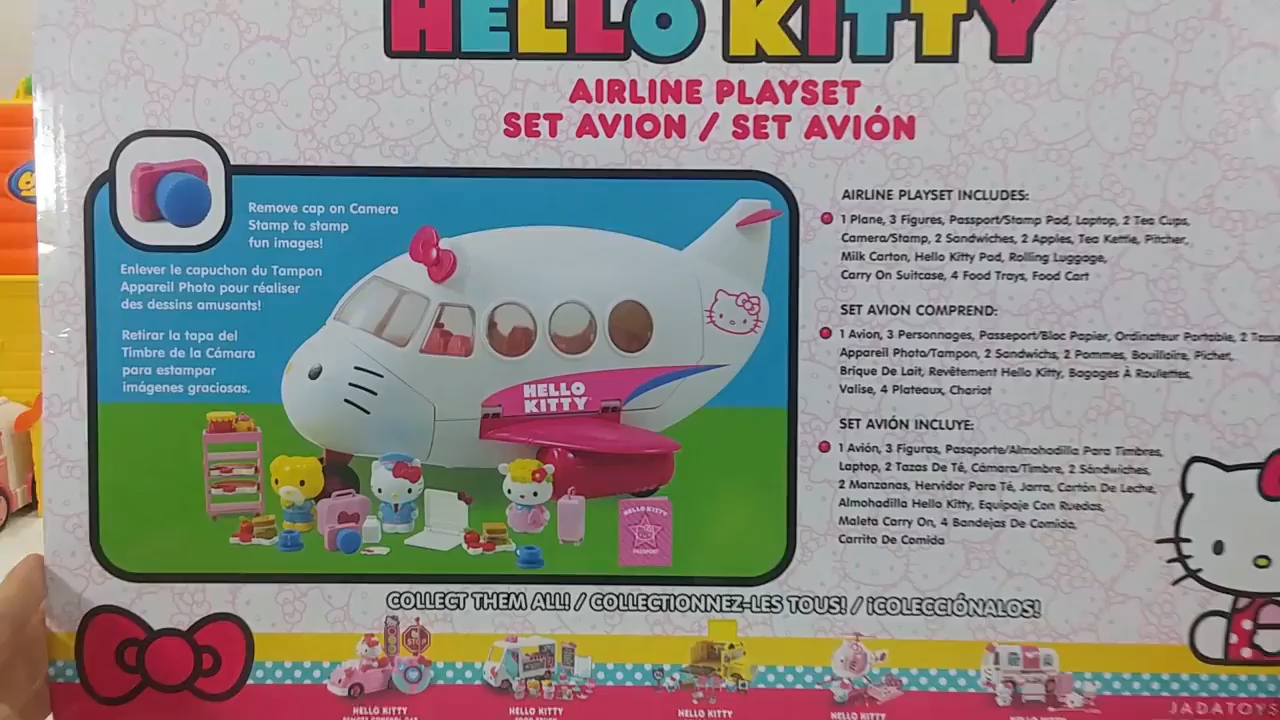 HELLO KITTY
AIRLINE PLAYSET
SET AVION / SET AVIÓN
Remove cap on Camera
Stamp to stamp
fun images!
Enlever le capuchon du Tampon
Appareil Photo pour réaliser
des dessins amusants!
Retirar la tapa del
Timbre de la Cámara
para estampar
imágenes graciosas.
HELLO
KITTY
HELLO KITTY
PASSPORT
AIRLINE PLAYSET INCLUDES:
1 Plane, 3 Figures, Passport/Stamp Pad, Laptop, 2 Tea Cups,
Camera/Stamp, 2 Sandwiches, 2 Apples, Tea Kettle, Pitcher,
Milk Carton, Hello Kitty Pad, Rolling Luggage,
Carry On Suitcase, 4 Food Trays, Food Cart
SET AVION COMPREND:
1 Avion, 3 Personnages, Passeport/Bloc Papier, Ordinateur Portable, 2
Appareil Photo/Tampon, 2 Sandwichs, 2 Pommes, Bouilloire, Picher,
Brique De Lait, Revêtement Hello Kitty, Bagages À Roulettes,
Valise, 4 Plateaux, Chariot
SET AVIÓN INCLUYE:
1 Avión, 3 Figuras, Pasaporte/Almohadilla Para Timbres,
Laptop, 2 Tazas De Té, Cámara/Timbre, 2 Sándwiches,
2 Manzanas, Hervidor Para Té, Jarra, Cartón De Leche,
Almohadilla Hello Kitty, Equipaje Con Ruedas,
Maleta Carry On, 4 Bandejas De Comida,
Carrito De Comida
COLLECT THEM ALL! / COLLECTIONNEZ-LES TOUS! / ¡COLECCIÓNALOS!
STOP
HELLO KITTY
HELLO KITTY
HELLO KITTY
HELLO KITTY
HELLO KITTY
JADATOYS